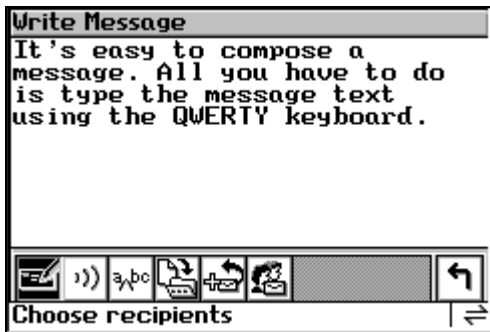 Write Message
It's easy to compose a
message. All you have to do
is type the message text
using the QWERTY keyboard.
a,bc
Choose recipients